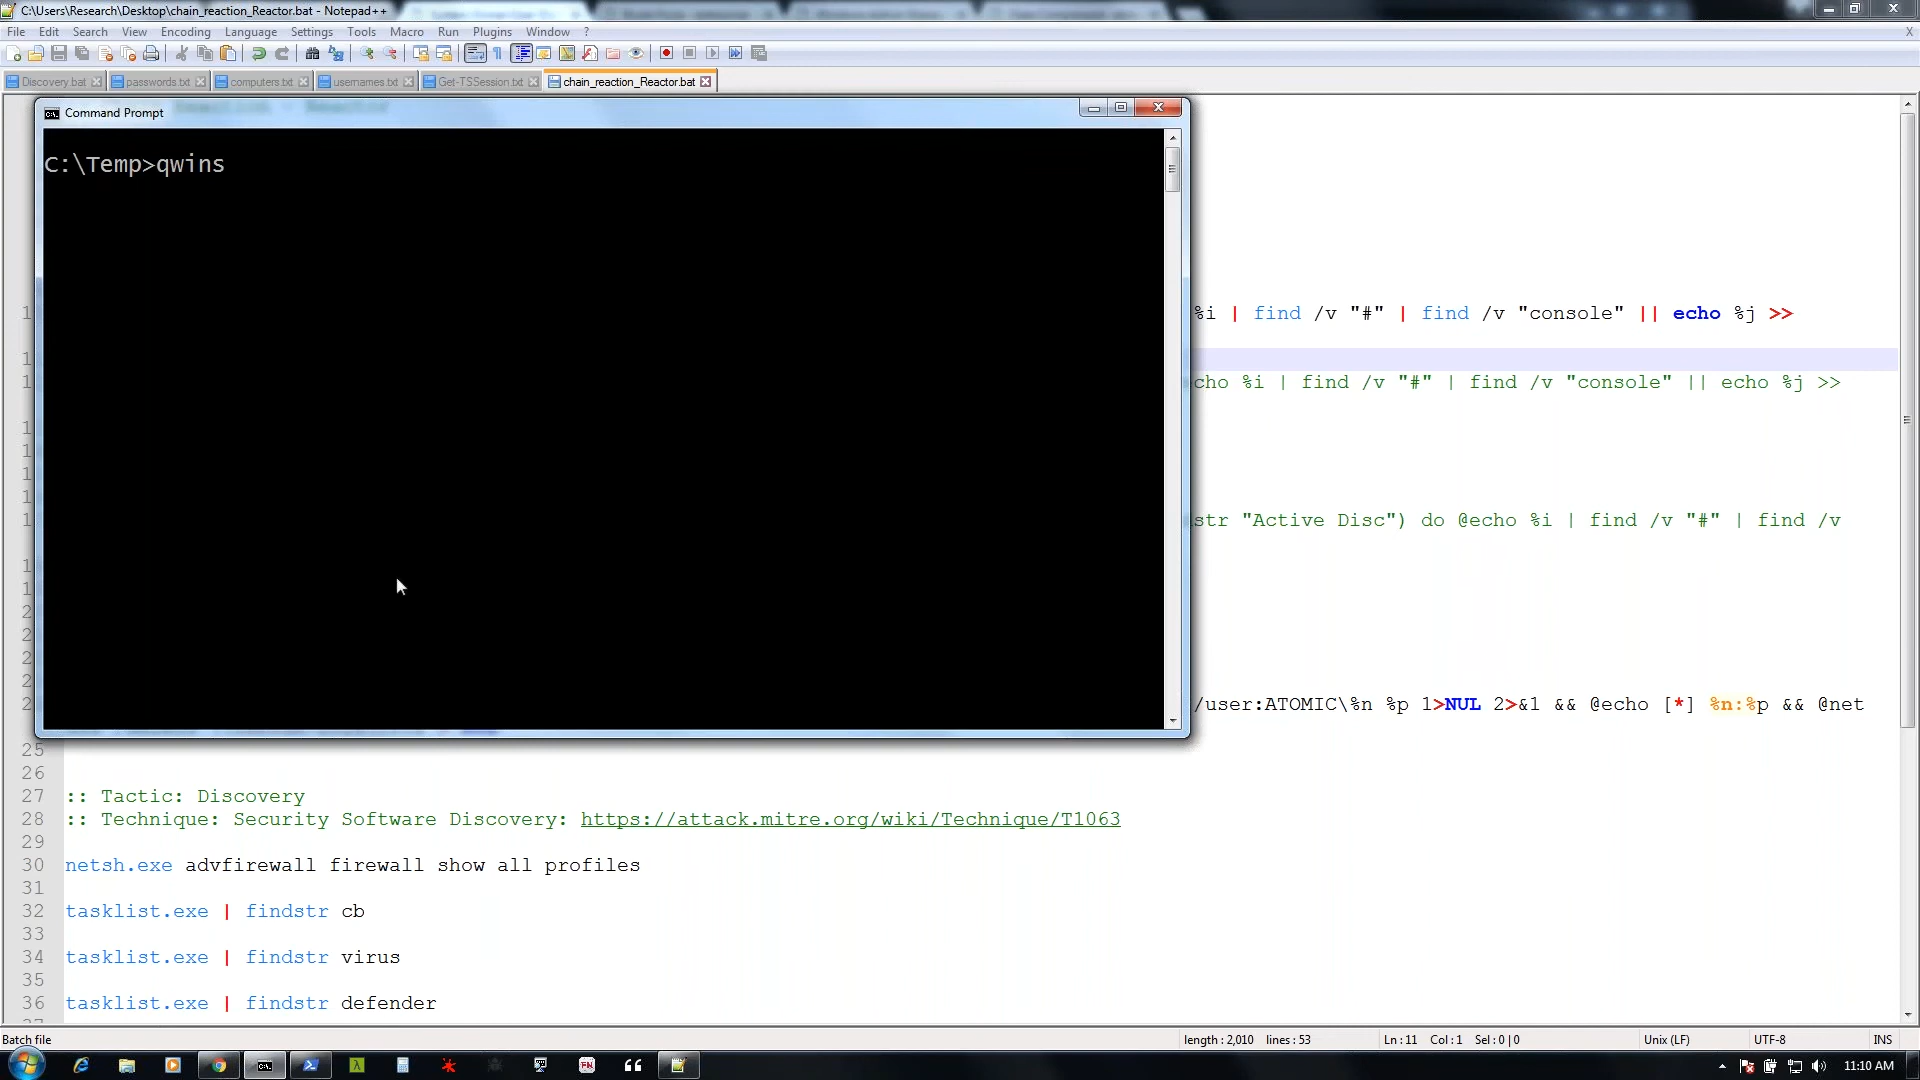 C:\Users\Research\Desktop\chain_reaction_Reactor.bat - Notepad++
File Edit Search View Encoding Language Settings Tools Macro Run Plugins Window ? X
Discovery.bat passwords.txt computers.txt usernames.txt Get-TSSession.txt chain_reaction_Reactor.bat
Command Prompt
C:\Temp>qwins
%i | find /v "#" | find /v "console" || echo %j >>
cho %i | find /v "#" | find /v "console" || echo %j >>
str "Active Disc") do @echo %i | find /v "#" | find /v
/user:ATOMIC\%n %p 1>NUL 2>&1 && @echo [*] %n:%p && @net
25
26
27 :: Tactic: Discovery
28 :: Technique: Security Software Discovery: https://attack.mitre.org/wiki/Technique/T1063
29
30 netsh.exe advfirewall firewall show all profiles
31
32 tasklist.exe | findstr cb
33
34 tasklist.exe | findstr virus
35
36 tasklist.exe | findstr defender
Batch file length : 2,010 lines : 53 Ln : 11 Col : 1 Sel : 0 | 0 Unix (LF) UTF-8 INS
11:10 AM